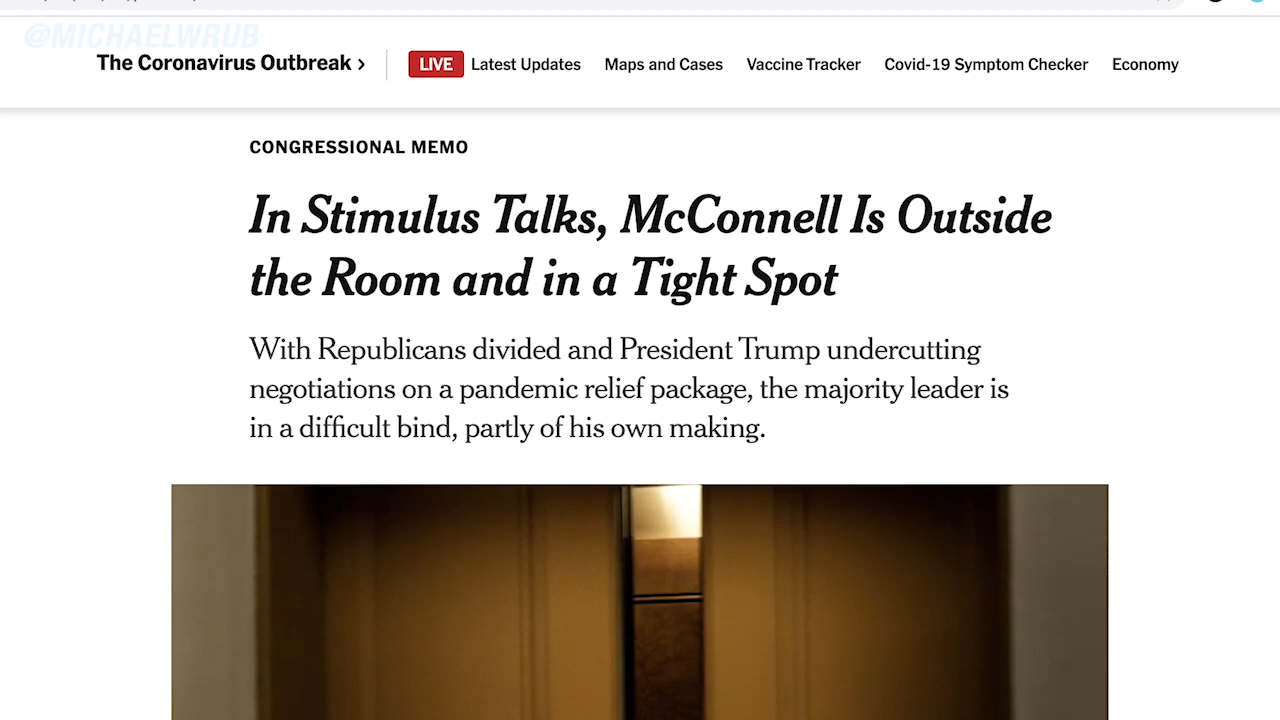 @MICHAELWRUB
The Coronavirus Outbreak ›
LIVE Latest Updates Maps and Cases Vaccine Tracker Covid-19 Symptom Checker Economy
CONGRESSIONAL MEMO
In Stimulus Talks, McConnell Is Outside
the Room and in a Tight Spot
With Republicans divided and President Trump undercutting
negotiations on a pandemic relief package, the majority leader is
in a difficult bind, partly of his own making.